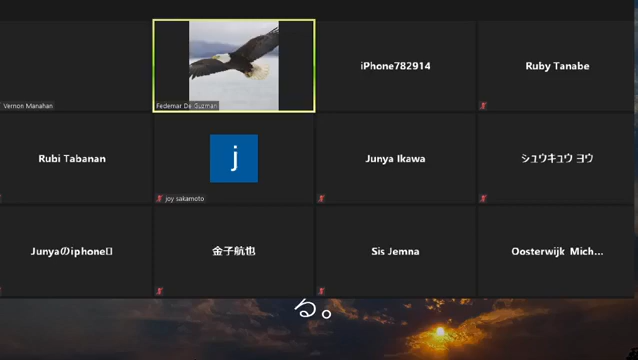 Vernon Manahan
Fedemar De Guzman
iPhone782914
Ruby Tanabe
Rubi Tabanan
j
joy sakamoto
Junya Ikawa
シュウキュウ ヨウ
Junyaのiphone
金子航也
Sis Jemna
Oosterwijk Mich...
る。